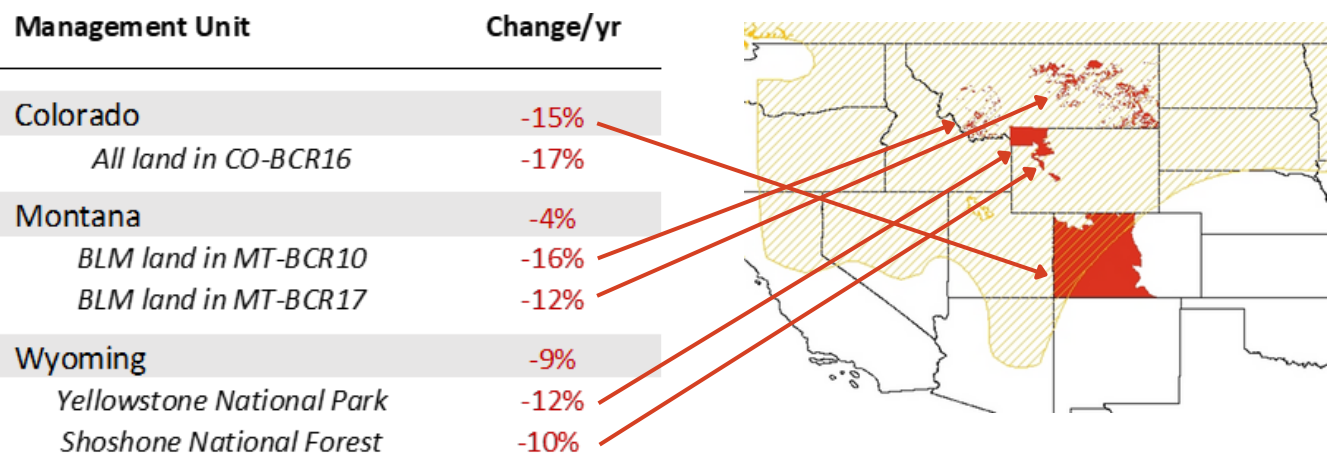 Management Unit Change/yr
Colorado -15%
All land in CO-BCR16 -17%
Montana -4%
BLM land in MT-BCR10 -16%
BLM land in MT-BCR17 -12%
Wyoming -9%
Yellowstone National Park -12%
Shoshone National Forest -10%